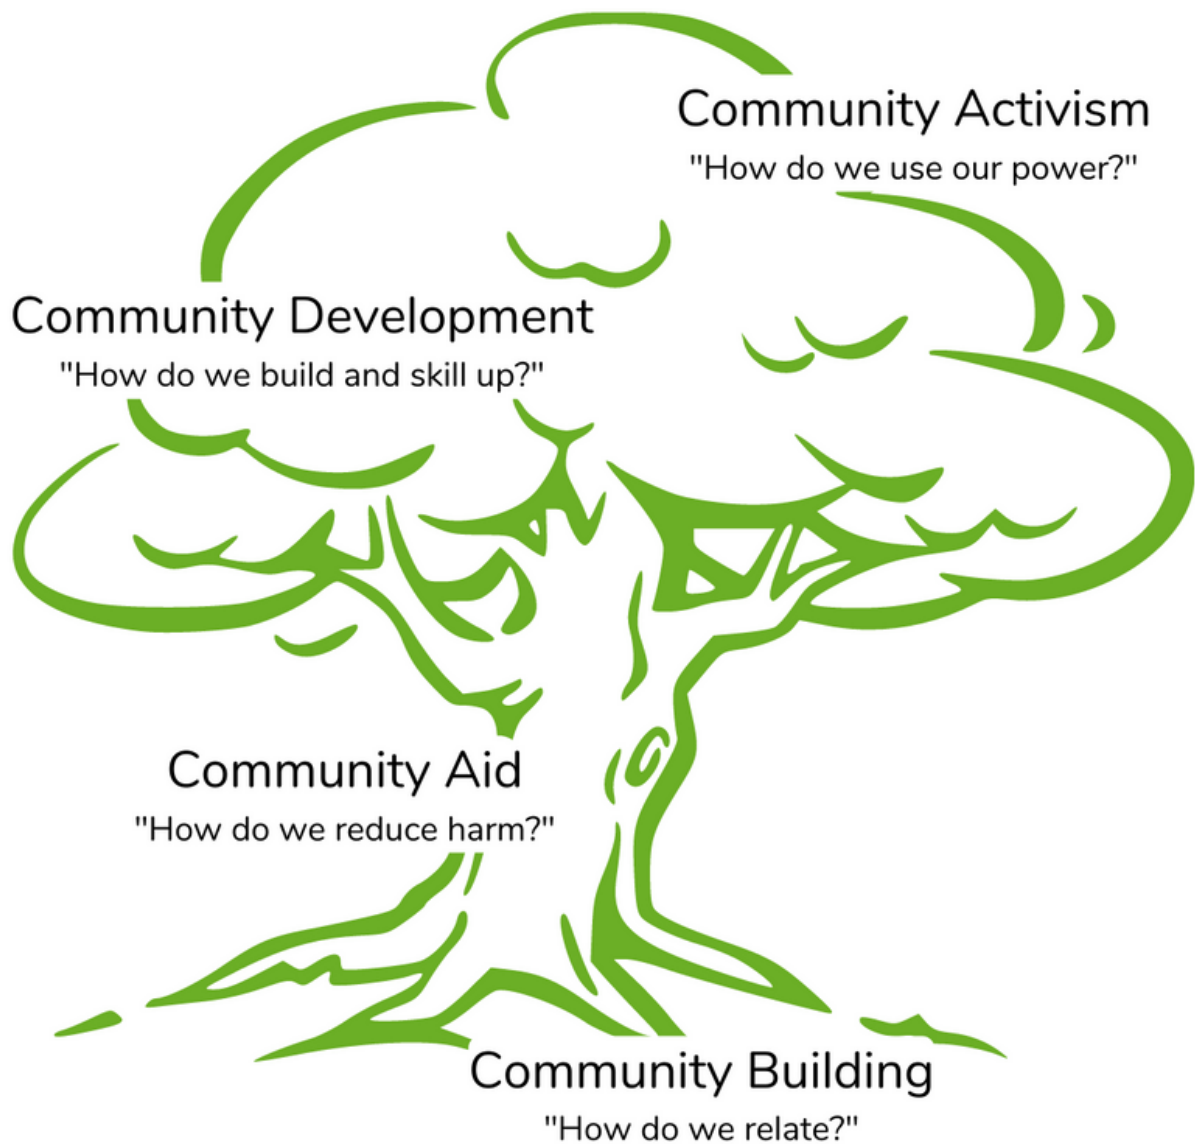 Community Activism
"How do we use our power?"
Community Development
"How do we build and skill up?"
Community Aid
"How do we reduce harm?"
Community Building
"How do we relate?"